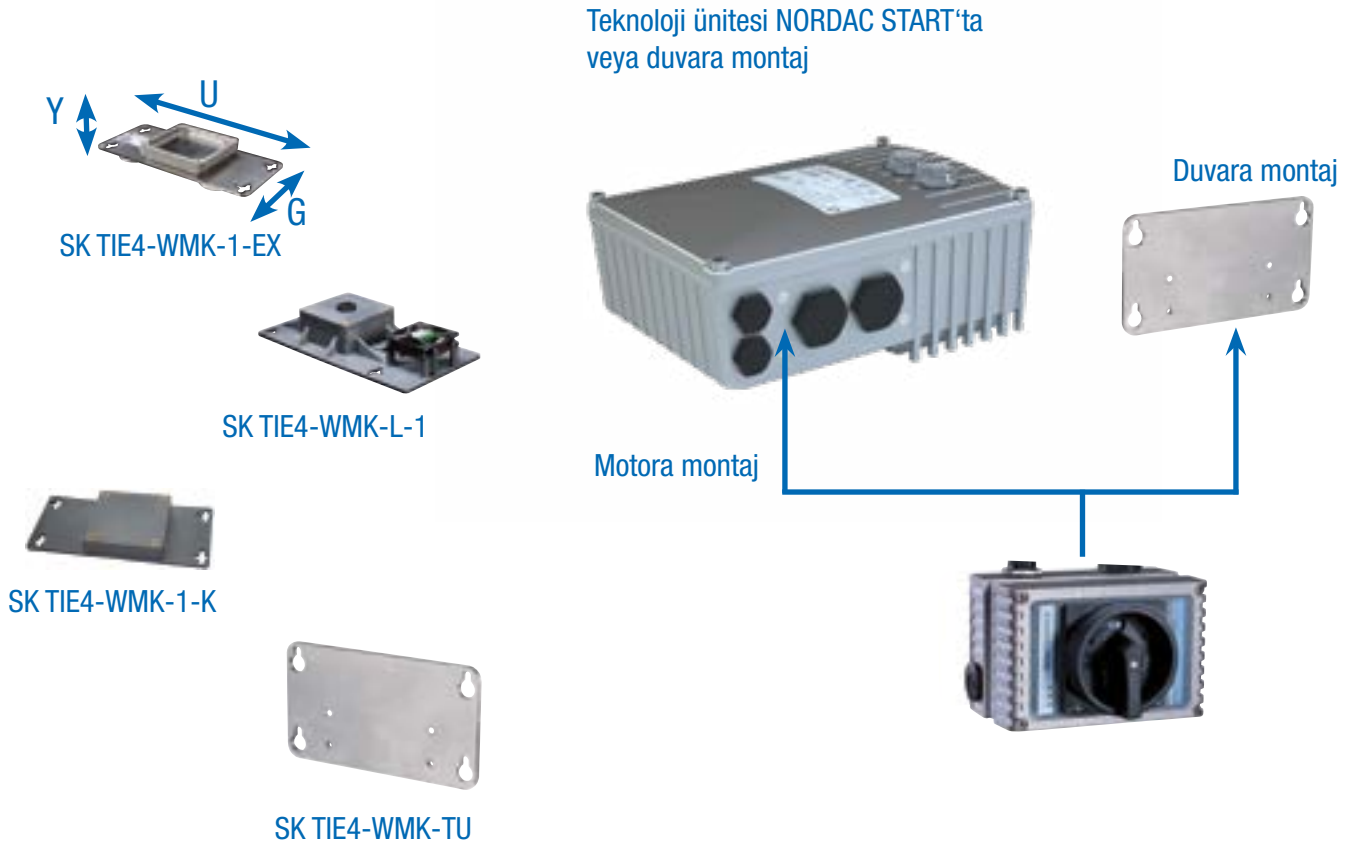 Teknoloji ünitesi NORDAC START‘ta
veya duvara montaj
Y
U
G
SK TIE4-WMK-1-EX
Duvara montaj
SK TIE4-WMK-L-1
Motora montaj
SK TIE4-WMK-1-K
SK TIE4-WMK-TU